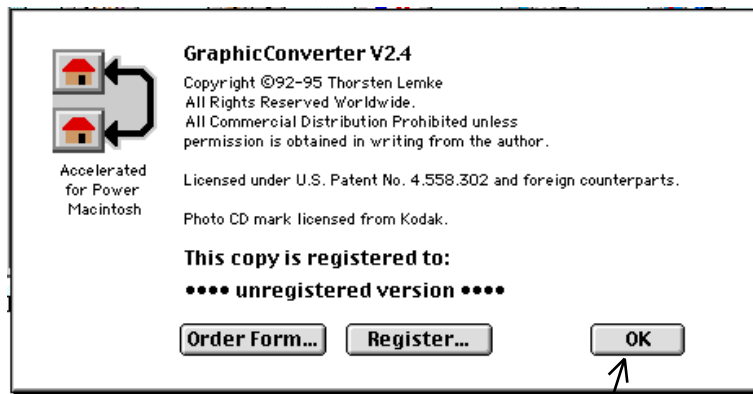 GraphicConverter V2.4
Copyright ©92-95 Thorsten Lemke
All Rights Reserved Worldwide.
All Commercial Distribution Prohibited unless
permission is obtained in writing from the author.
Accelerated
for Power
Macintosh
Licensed under U.S. Patent No. 4.558.302 and foreign counterparts.
Photo CD mark licensed from Kodak.
This copy is registered to:
•••• unregistered version ••••
Order Form...
Register...
OK